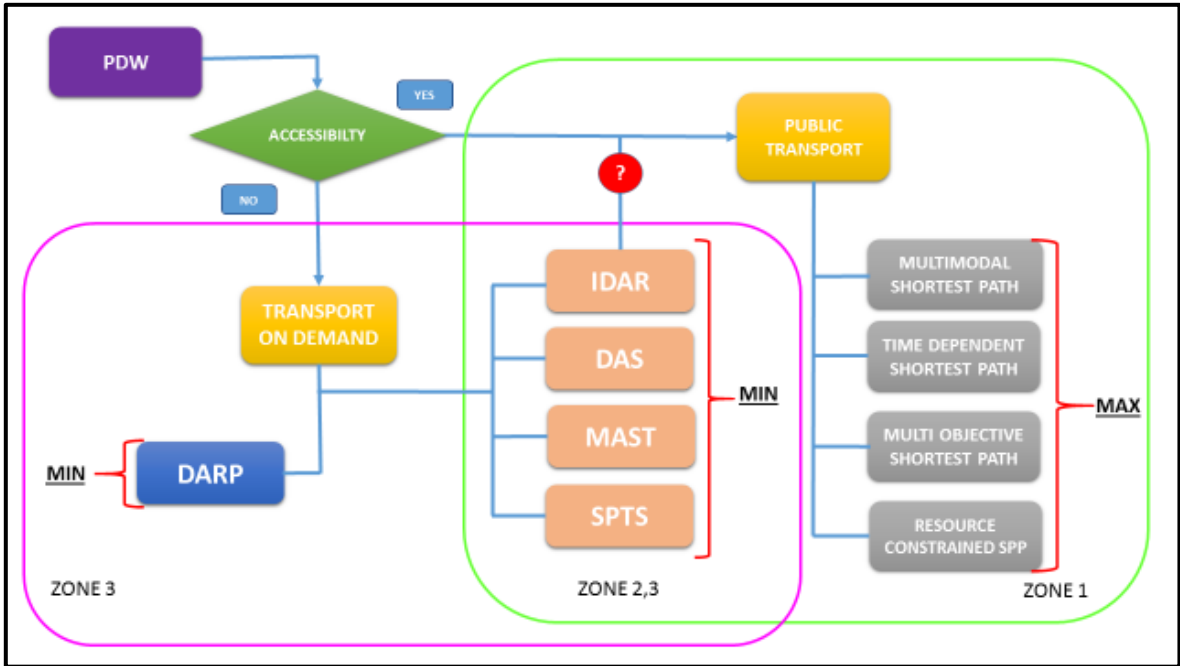 PDW
YES
ACCESSIBILTY
PUBLIC
TRANSPORT
?
NO
TRANSPORT
ON DEMAND
IDAR
DAS
MAST
SPTS
MIN
MULTIMODAL
SHORTEST PATH
TIME DEPENDENT
SHORTEST PATH
MULTI OBJECTIVE
SHORTEST PATH
RESOURCE
CONSTRAINED SPP
MAX
MIN
DARP
ZONE 3
ZONE 2,3
ZONE 1